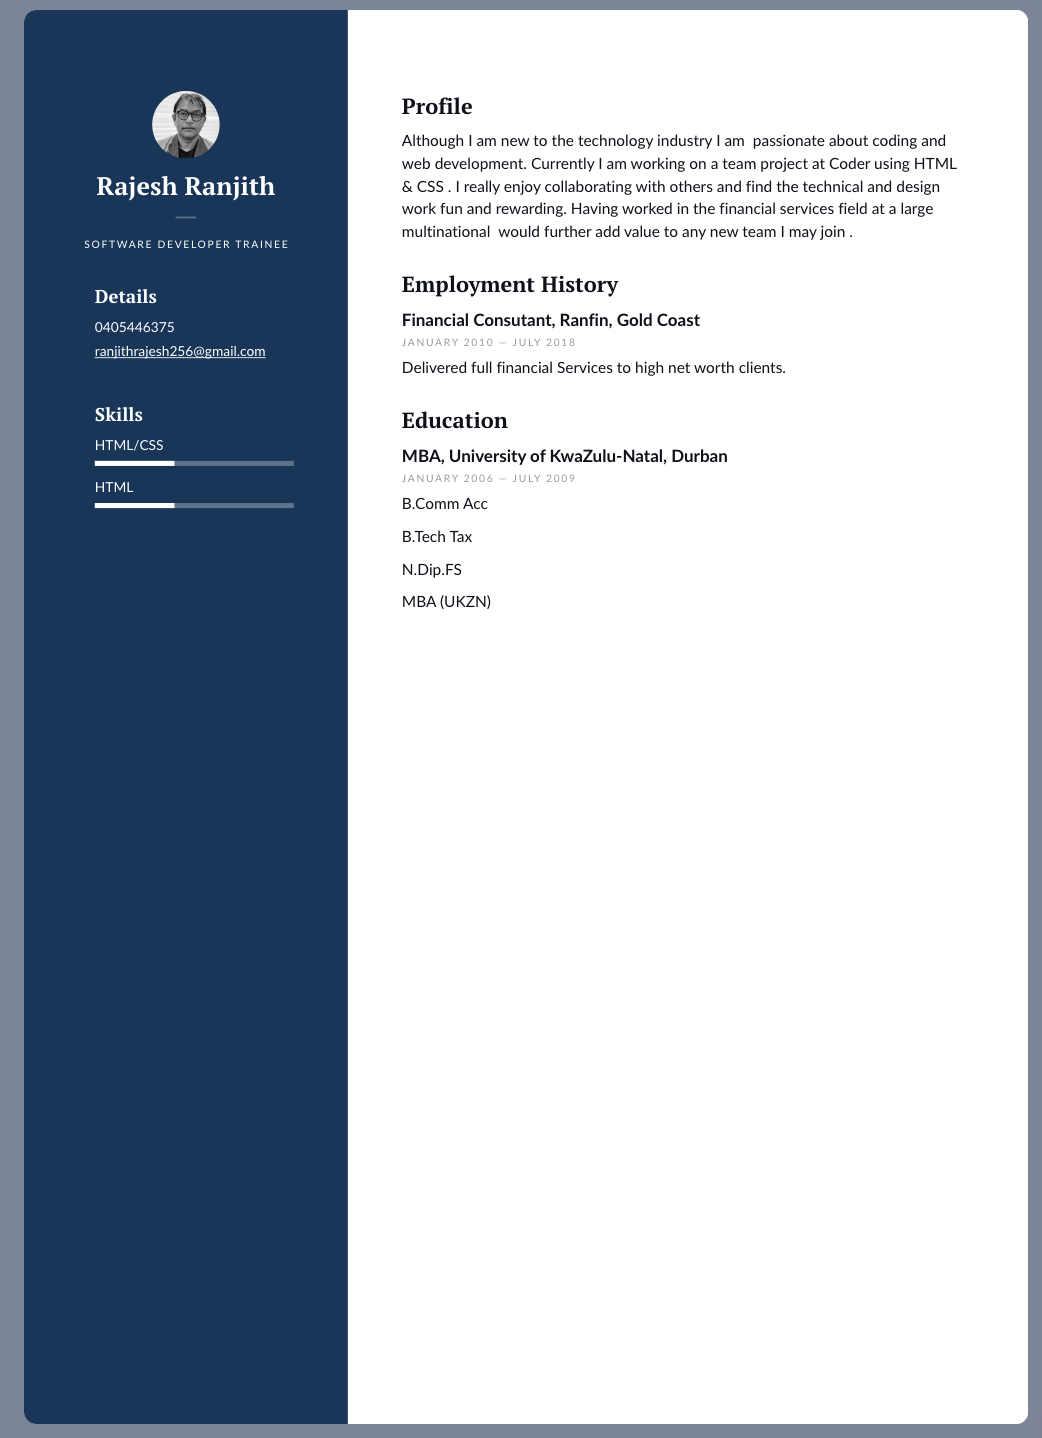 Rajesh Ranjith
SOFTWARE DEVELOPER TRAINEE
Details
0405446375
ranjithrajesh256@gmail.com
Skills
HTML/CSS
HTML
Profile
Although I am new to the technology industry I am  passionate about coding and
web development. Currently I am working on a team project at Coder using HTML
& CSS . I really enjoy collaborating with others and find the technical and design
work fun and rewarding. Having worked in the financial services field at a large
multinational  would further add value to any new team I may join .
Employment History
Financial Consutant, Ranfin, Gold Coast
JANUARY 2010 — JULY 2018
Delivered full financial Services to high net worth clients.
Education
MBA, University of KwaZulu-Natal, Durban
JANUARY 2006 — JULY 2009
B.Comm Acc
B.Tech Tax
N.Dip.FS
MBA (UKZN)